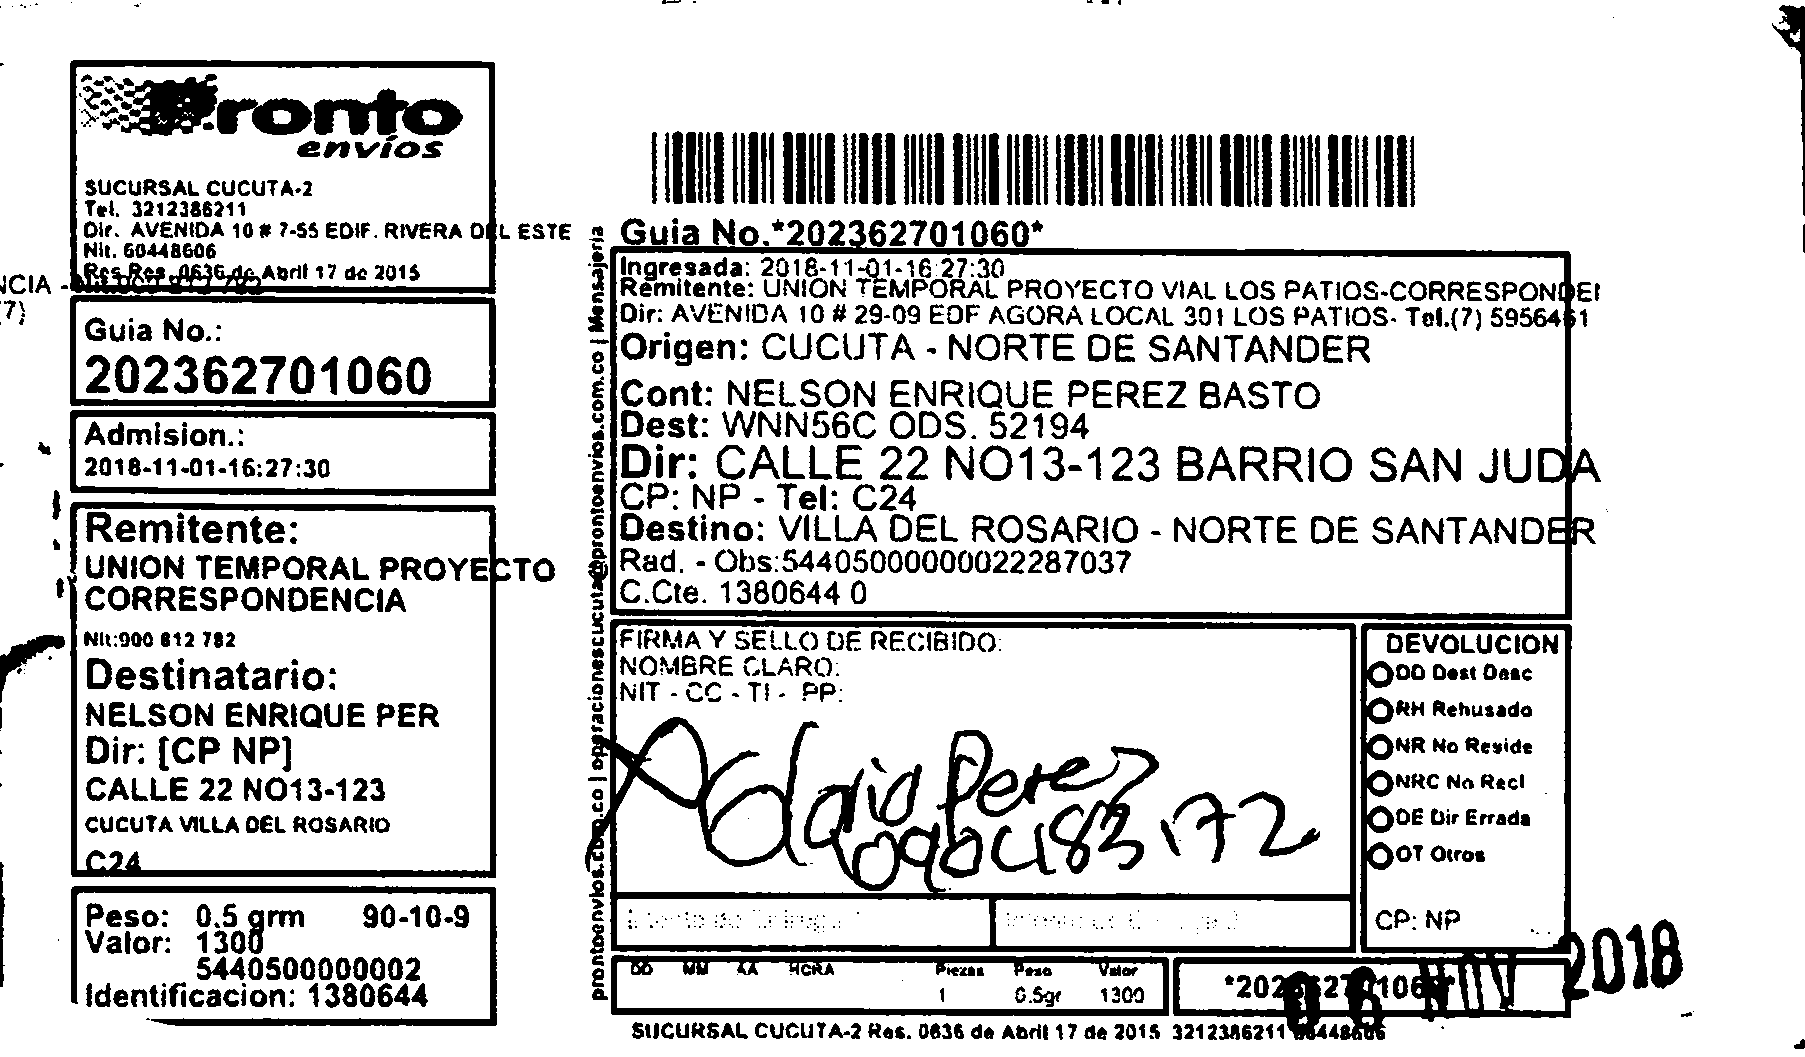 Pronto
envíos
SUCURSAL CUCUTA-2
Tel. 3212386211
Dir. AVENIDA 10 # 7-55 EDIF. RIVERA DEL ESTE
Nit. 60448606
Res Res. 0636 de Abril 17 de 2015
NCIA -
(7)
Guia No.:
202362701060
Admision.:
2018-11-01-16:27:30
Remitente:
UNION TEMPORAL PROYECTO
CORRESPONDENCIA
Nit:900 812 782
Destinatario:
NELSON ENRIQUE PER
Dir: [CP NP]
CALLE 22 NO13-123
CUCUTA VILLA DEL ROSARIO
C24
Peso: 0.5 grm 90-10-9
Valor: 1300
5440500000002
Identificacion: 1380644
prontoenvios.com.co | operacionescucuta@prontoenvios.com.co | Mensajeria
Guia No.*202362701060*
Ingresada: 2018-11-01-16:27:30
Remitente: UNION TEMPORAL PROYECTO VIAL LOS PATIOS-CORRESPONDEI
Dir: AVENIDA 10 # 29-09 EDF AGORA LOCAL 301 LOS PATIOS- Tel.(7) 5956461
Origen: CUCUTA - NORTE DE SANTANDER
Cont: NELSON ENRIQUE PEREZ BASTO
Dest: WNN56C ODS. 52194
Dir: CALLE 22 NO13-123 BARRIO SAN JUDA
CP: NP - Tel: C24
Destino: VILLA DEL ROSARIO - NORTE DE SANTANDER
Rad. - Obs:54405000000022287037
C.Cte. 1380644 0
FIRMA Y SELLO DE RECIBIDO:
NOMBRE CLARO:
NIT - CC - TI - PP:
Perez
DEVOLUCION
DD Dest Desc
RH Rehusado
NR No Reside
NRC No Recl
DE Dir Errada
OT Otros
CP: NP
DD MM AA HORA Piezas Peso Valor
1 0.5gr 1300
*202362701060*
06 NOV 2018
SUCURSAL CUCUTA-2 Res. 0636 de Abril 17 de 2015 3212386211 60448606